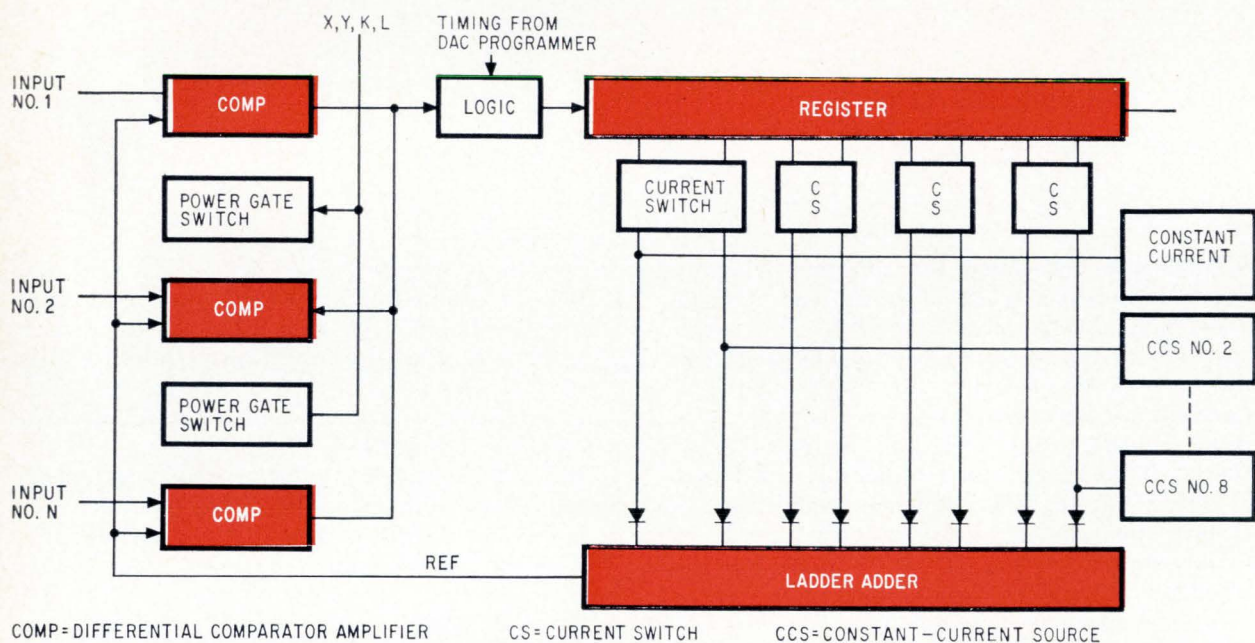 X, Y, K, L
TIMING FROM
DAC PROGRAMMER
INPUT
NO. 1
COMP
LOGIC
REGISTER
POWER GATE
SWITCH
CURRENT
SWITCH
C
S
C
S
C
S
CONSTANT
CURRENT
INPUT
NO. 2
COMP
CCS NO. 2
POWER GATE
SWITCH
INPUT
NO. N
COMP
CCS NO. 8
REF
LADDER ADDER
COMP=DIFFERENTIAL COMPARATOR AMPLIFIER
CS=CURRENT SWITCH
CCS=CONSTANT-CURRENT SOURCE